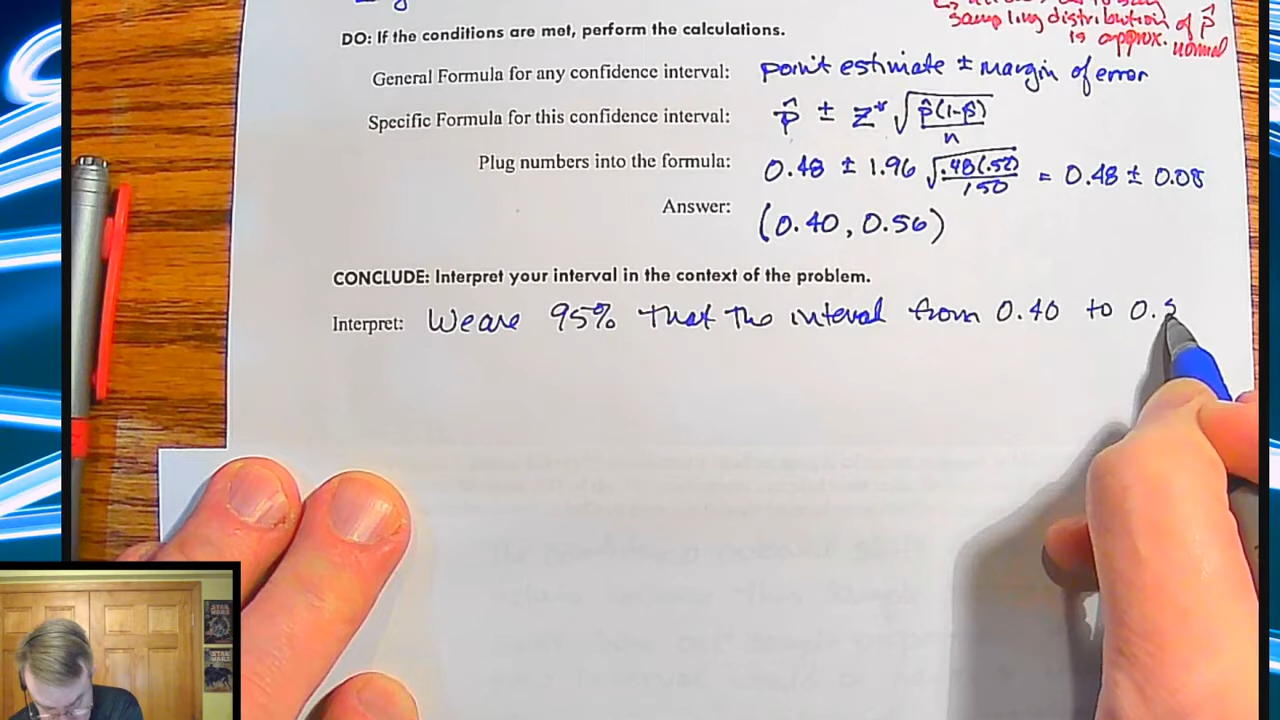 sampling distribution of p̂
is approx. normal
DO: If the conditions are met, perform the calculations.
General Formula for any confidence interval: point estimate ± margin of error
Specific Formula for this confidence interval: p̂ ± z* √(p̂(1-p̂)/n)
Plug numbers into the formula: 0.48 ± 1.96 √(.48(.52)/150) = 0.48 ± 0.08
Answer: (0.40, 0.56)
CONCLUDE: Interpret your interval in the context of the problem.
Interpret: We are 95% that the interval from 0.40 to 0.5
STAR WARS
STAR WARS